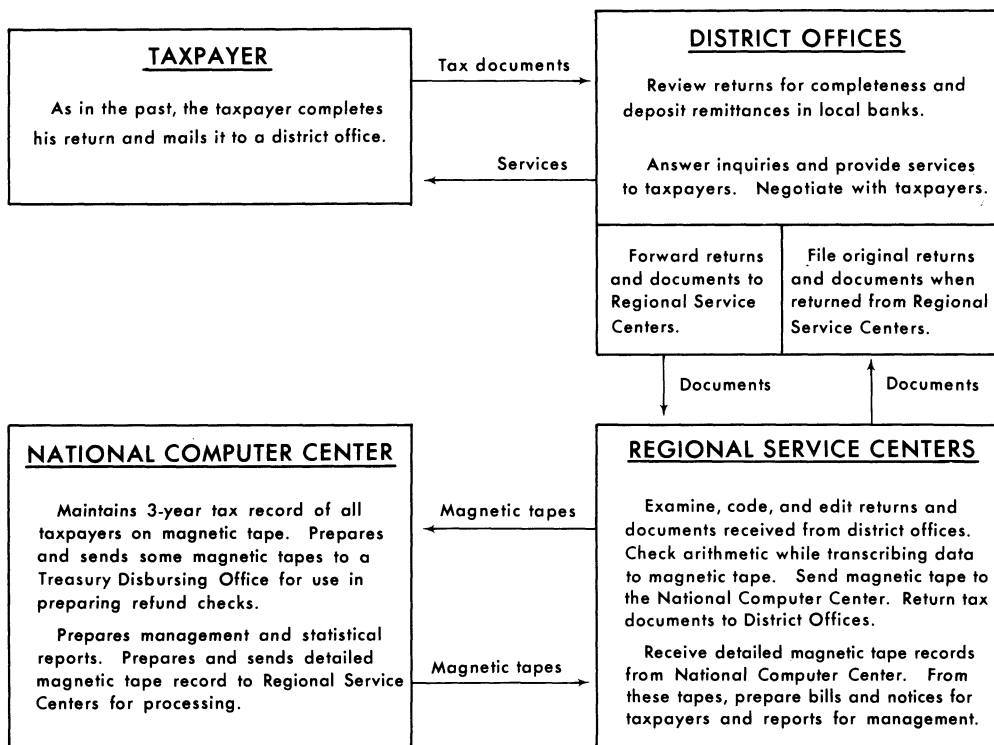 TAXPAYER
As in the past, the taxpayer completes
his return and mails it to a district office.
Tax documents
Services
DISTRICT OFFICES
Review returns for completeness and
deposit remittances in local banks.
Answer inquiries and provide services
to taxpayers. Negotiate with taxpayers.
Forward returns
and documents to
Regional Service
Centers.
File original returns
and documents when
returned from Regional
Service Centers.
Documents
Documents
NATIONAL COMPUTER CENTER
Maintains 3-year tax record of all
taxpayers on magnetic tape. Prepares
and sends some magnetic tapes to a
Treasury Disbursing Office for use in
preparing refund checks.
Prepares management and statistical
reports. Prepares and sends detailed
magnetic tape record to Regional Service
Centers for processing.
Magnetic tapes
Magnetic tapes
REGIONAL SERVICE CENTERS
Examine, code, and edit returns and
documents received from district offices.
Check arithmetic while transcribing data
to magnetic tape. Send magnetic tape to
the National Computer Center. Return tax
documents to District Offices.
Receive detailed magnetic tape records
from National Computer Center. From
these tapes, prepare bills and notices for
taxpayers and reports for management.